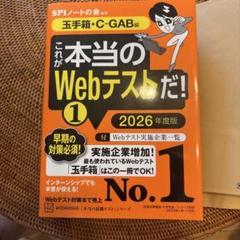 SPIノートの会 編著
玉手箱・C-GAB編
これが
本当の
Webテスト
だ!
1
2026年度版
早期の
対策必須!
付 Webテスト実施企業一覧
実施企業増加!
最も使われているWebテスト
「玉手箱」はこの一冊でOK!
インターンシップでも
本書が使える!
Webテスト対策本売り上げ
No.1